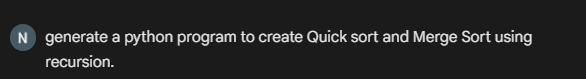 N generate a python program to create Quick sort and Merge Sort using
recursion.